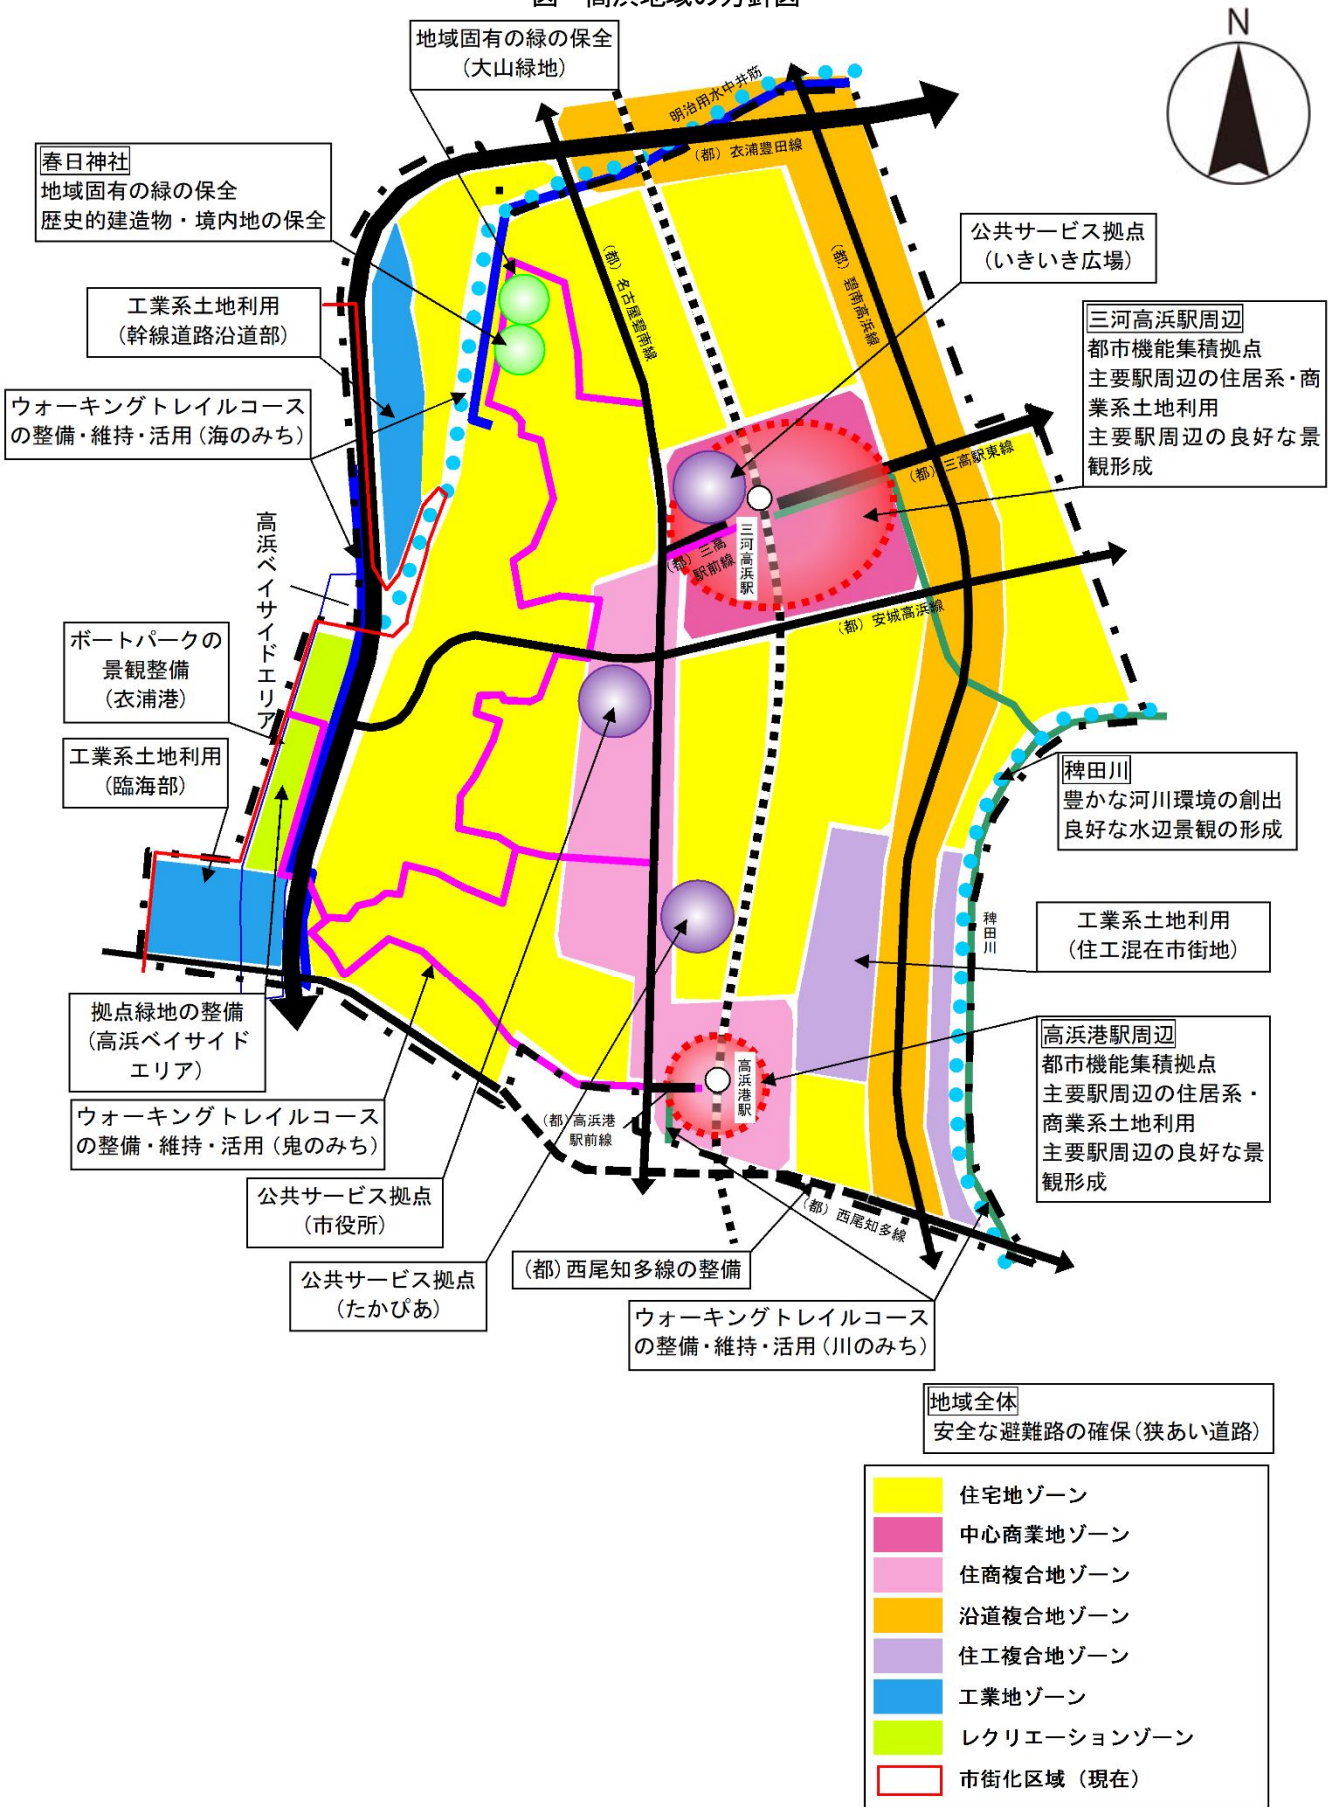 図 高浜地域の方針図
N
地域固有の緑の保全
(大山緑地)
春日神社
地域固有の緑の保全
歴史的建造物・境内地の保全
工業系土地利用
(幹線道路沿道部)
ウォーキングトレイルコース
の整備・維持・活用(海のみち)
高浜ベイサイドエリア
ボートパークの
景観整備
(衣浦港)
工業系土地利用
(臨海部)
拠点緑地の整備
(高浜ベイサイド
エリア)
ウォーキングトレイルコース
の整備・維持・活用(鬼のみち)
公共サービス拠点
(市役所)
公共サービス拠点
(たかぴあ)
(都)西尾知多線の整備
ウォーキングトレイルコース
の整備・維持・活用(川のみち)
明治用水中井筋
(都)衣浦豊田線
(都)名古屋碧南線
(都)碧南高浜線
公共サービス拠点
(いきいき広場)
三河高浜駅周辺
都市機能集積拠点
主要駅周辺の住居系・商
業系土地利用
主要駅周辺の良好な景
観形成
(都)三高駅東線
三河高浜駅
(都)三高
駅前線
(都)安城高浜線
稗田川
豊かな河川環境の創出
良好な水辺景観の形成
稗田川
工業系土地利用
(住工混在市街地)
高浜港駅周辺
都市機能集積拠点
主要駅周辺の住居系・
商業系土地利用
主要駅周辺の良好な景
観形成
高浜港駅
(都)高浜港
駅前線
(都)西尾知多線
地域全体
安全な避難路の確保(狭あい道路)
住宅地ゾーン
中心商業地ゾーン
住商複合地ゾーン
沿道複合地ゾーン
住工複合地ゾーン
工業地ゾーン
レクリエーションゾーン
市街化区域(現在)